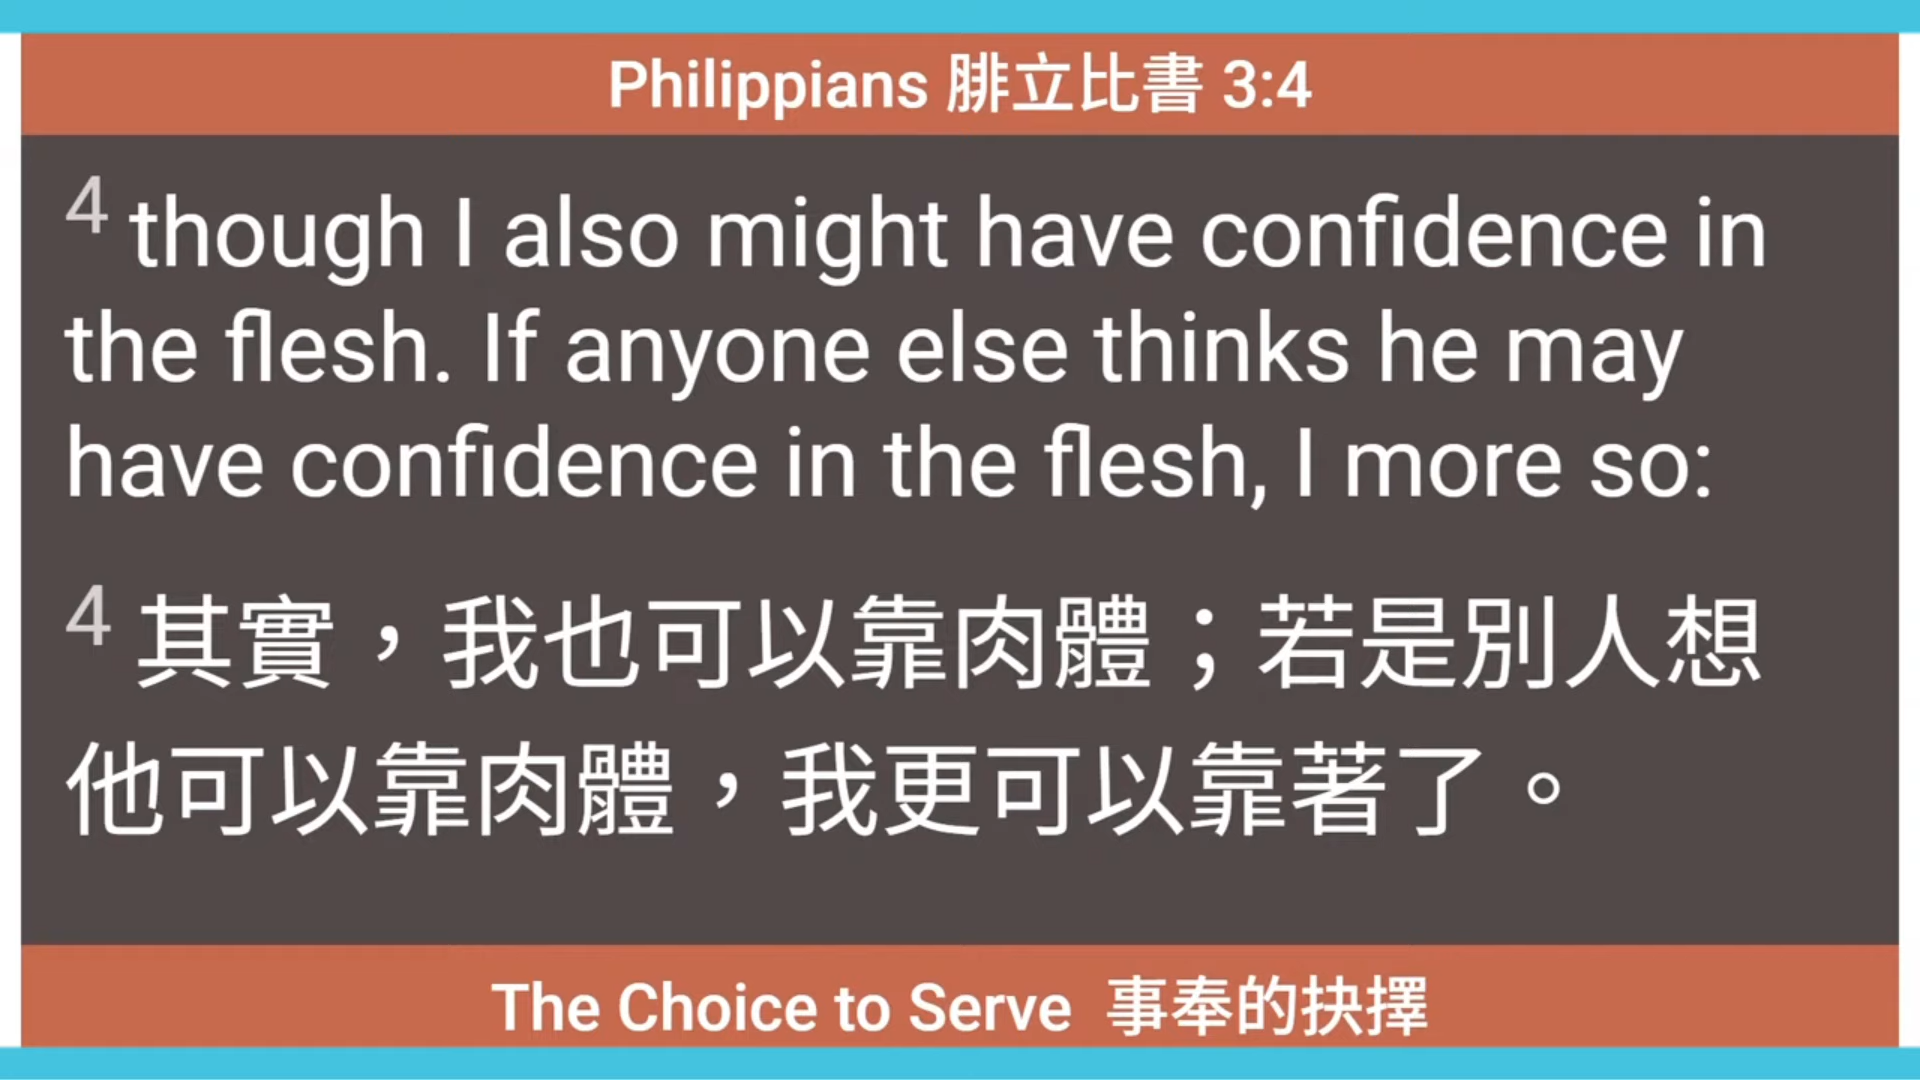 Philippians 腓立比書 3:4
4 though I also might have confidence in
the flesh. If anyone else thinks he may
have confidence in the flesh, I more so:
4 其實，我也可以靠肉體；若是別人想
他可以靠肉體，我更可以靠著了。
The Choice to Serve 事奉的抉擇